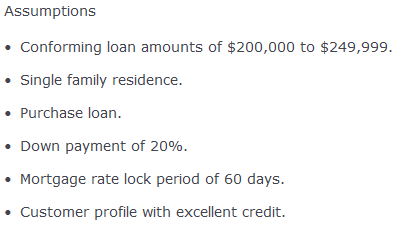 Assumptions
• Conforming loan amounts of $200,000 to $249,999.
• Single family residence.
• Purchase loan.
• Down payment of 20%.
• Mortgage rate lock period of 60 days.
• Customer profile with excellent credit.